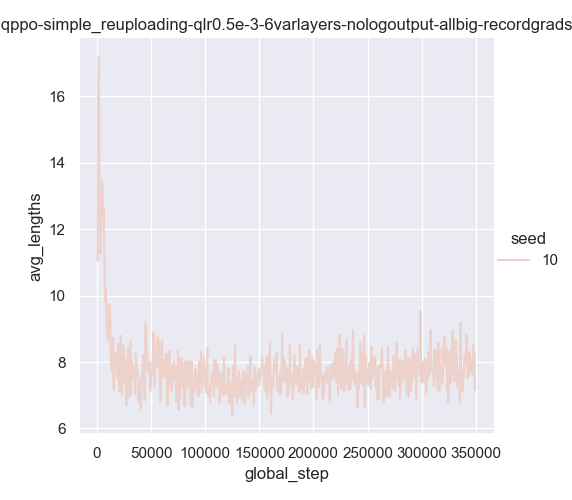 qppo-simple_reuploading-qlr0.5e-3-6varlayers-nologoutput-allbig-recordgrads
16
14
12
10
8
6
avg_lengths
0 50000 100000 150000 200000 250000 300000 350000
global_step
seed
10